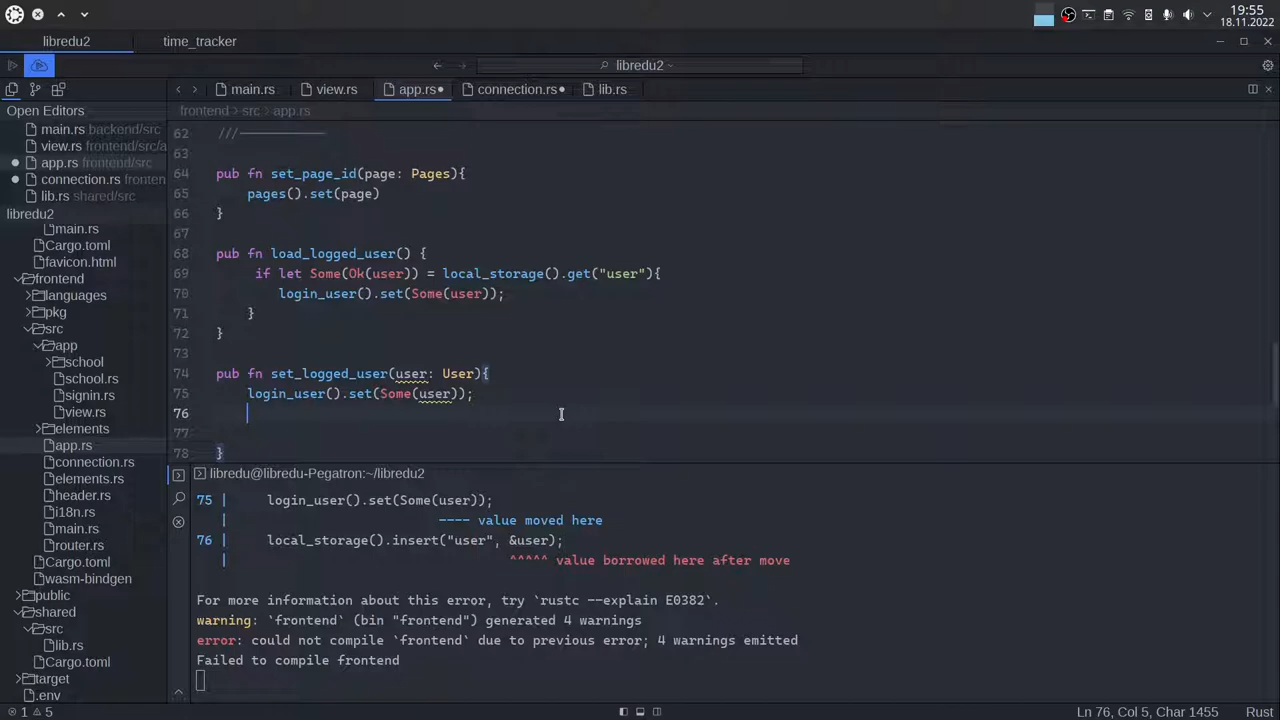 19:55
18.11.2022
libredu2
time_tracker
libredu2 ~
main.rs
view.rs
app.rs
connection.rs
lib.rs
Open Editors
main.rs backend/src
view.rs frontend/src/a
app.rs frontend/src
connection.rs fronten
lib.rs shared/src
libredu2
main.rs
Cargo.toml
favicon.html
frontend
languages
pkg
src
app
school
school.rs
signin.rs
view.rs
elements
app.rs
connection.rs
elements.rs
header.rs
i18n.rs
main.rs
router.rs
Cargo.toml
wasm-bindgen
public
shared
src
lib.rs
Cargo.toml
target
.env
frontend > src > app.rs
62 ///──────────
63
64 pub fn set_page_id(page: Pages){
65 pages().set(page)
66 }
67
68 pub fn load_logged_user() {
69 if let Some(Ok(user)) = local_storage().get("user"){
70 login_user().set(Some(user));
71 }
72 }
73
74 pub fn set_logged_user(user: User){
75 login_user().set(Some(user));
76
77
78 }
libredu@libredu-Pegatron:~/libredu2
75 | login_user().set(Some(user));
| ---- value moved here
76 | local_storage().insert("user", &user);
| ^^^^^ value borrowed here after move
For more information about this error, try `rustc --explain E0382`.
warning: `frontend` (bin "frontend") generated 4 warnings
error: could not compile `frontend` due to previous error; 4 warnings emitted
Failed to compile frontend
1 5
Ln 76, Col 5, Char 1455
Rust